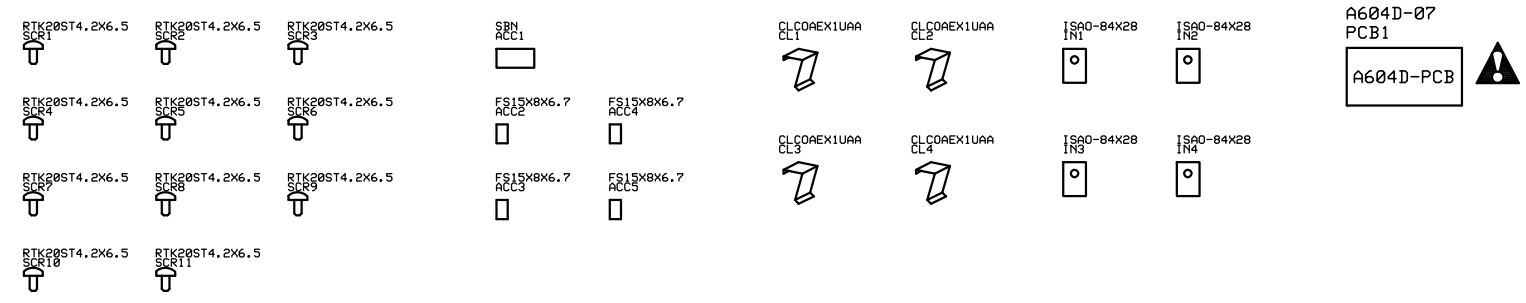 RTK20ST4.2X6.5
SCR1
RTK20ST4.2X6.5
SCR2
RTK20ST4.2X6.5
SCR3
SBN
ACC1
CLCOAEX1UAA
CL1
CLCOAEX1UAA
CL2
ISAO-84X28
IN1
ISAO-84X28
IN2
A604D-07
PCB1
A604D-PCB
!
RTK20ST4.2X6.5
SCR4
RTK20ST4.2X6.5
SCR5
RTK20ST4.2X6.5
SCR6
FS15X8X6.7
ACC2
FS15X8X6.7
ACC4
CLCOAEX1UAA
CL3
CLCOAEX1UAA
CL4
ISAO-84X28
IN3
ISAO-84X28
IN4
RTK20ST4.2X6.5
SCR7
RTK20ST4.2X6.5
SCR8
RTK20ST4.2X6.5
SCR9
FS15X8X6.7
ACC3
FS15X8X6.7
ACC5
RTK20ST4.2X6.5
SCR10
RTK20ST4.2X6.5
SCR11